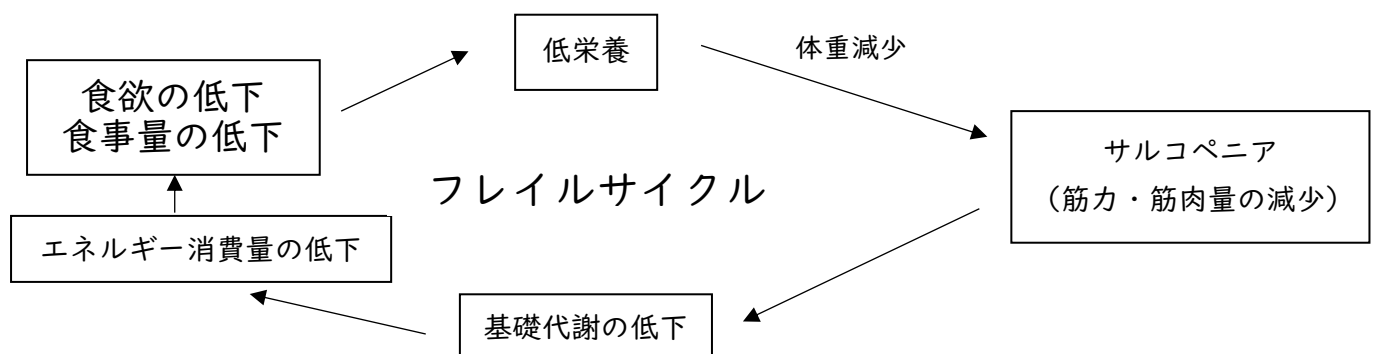 低栄養
体重減少
食欲の低下
食事量の低下
サルコペニア
（筋力・筋肉量の減少）
フレイルサイクル
エネルギー消費量の低下
基礎代謝の低下